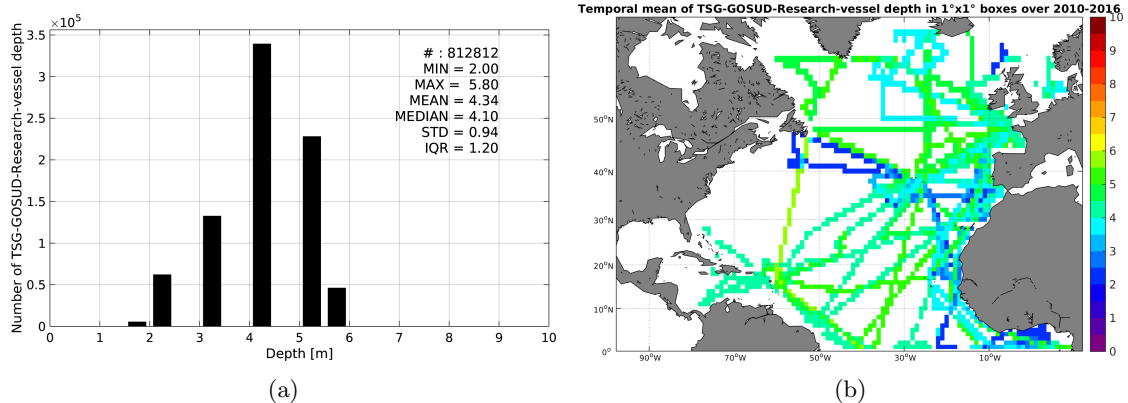 ×10⁵
3.5
3
2.5
2
1.5
1
0.5
0
Number of TSG-GOSUD-Research-vessel depth
# : 812812
MIN = 2.00
MAX = 5.80
MEAN = 4.34
MEDIAN = 4.10
STD = 0.94
IQR = 1.20
0 1 2 3 4 5 6 7 8 9 10
Depth [m]
(a)
Temporal mean of TSG-GOSUD-Research-vessel depth in 1°x1° boxes over 2010-2016
50°N
40°N
30°N
20°N
10°N
0°
90°W 70°W 50°W 30°W 10°W
10
9
8
7
6
5
4
3
2
1
0
(b)